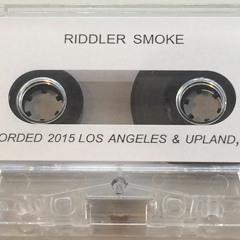 RIDDLER SMOKE
ORDED 2015 LOS ANGELES & UPLAND,